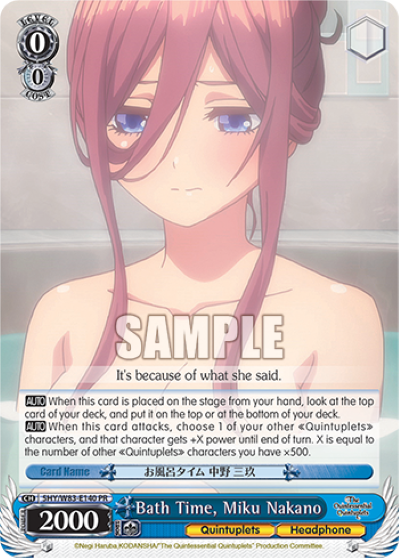 LEVEL
0
0
COST
SAMPLE
It's because of what she said.
AUTO When this card is placed on the stage from your hand, look at the top
card of your deck, and put it on the top or at the bottom of your deck.
AUTO When this card attacks, choose 1 of your other «Quintuplets»
characters, and that character gets +X power until end of turn. X is equal to
the number of other «Quintuplets» characters you have ×500.
Card Name お風呂タイム 中野 三玖
CH 5HY/W83-E140 PR
Bath Time, Miku Nakano
The Quintessential Quintuplets
2000
Quintuplets Headphone
©Negi Haruba,KODANSHA/"The Quintessential Quintuplets" Production Committee.